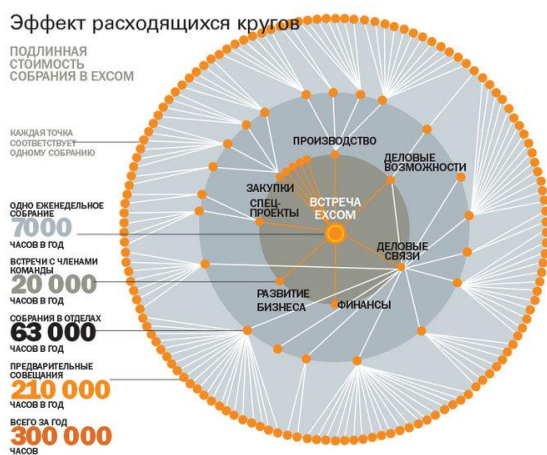 Эффект расходящихся кругов
ПОДЛИННАЯ
СТОИМОСТЬ
СОБРАНИЯ В EXCOM
КАЖДАЯ ТОЧКА
СООТВЕТСТВУЕТ
ОДНОМУ СОБРАНИЮ
ОДНО ЕЖЕНЕДЕЛЬНОЕ
СОБРАНИЕ
7000
ЧАСОВ В ГОД
ВСТРЕЧИ С ЧЛЕНАМИ
КОМАНДЫ
20 000
ЧАСОВ В ГОД
СОБРАНИЯ В ОТДЕЛАХ
63 000
ЧАСОВ В ГОД
ПРЕДВАРИТЕЛЬНЫЕ
СОВЕЩАНИЯ
210 000
ЧАСОВ В ГОД
ВСЕГО ЗА ГОД
300 000
ЧАСОВ
ПРОИЗВОДСТВО
ДЕЛОВЫЕ
ВОЗМОЖНОСТИ
ЗАКУПКИ
СПЕЦ-
ПРОЕКТЫ
ВСТРЕЧА
EXCOM
ДЕЛОВЫЕ
СВЯЗИ
РАЗВИТИЕ
БИЗНЕСА
ФИНАНСЫ